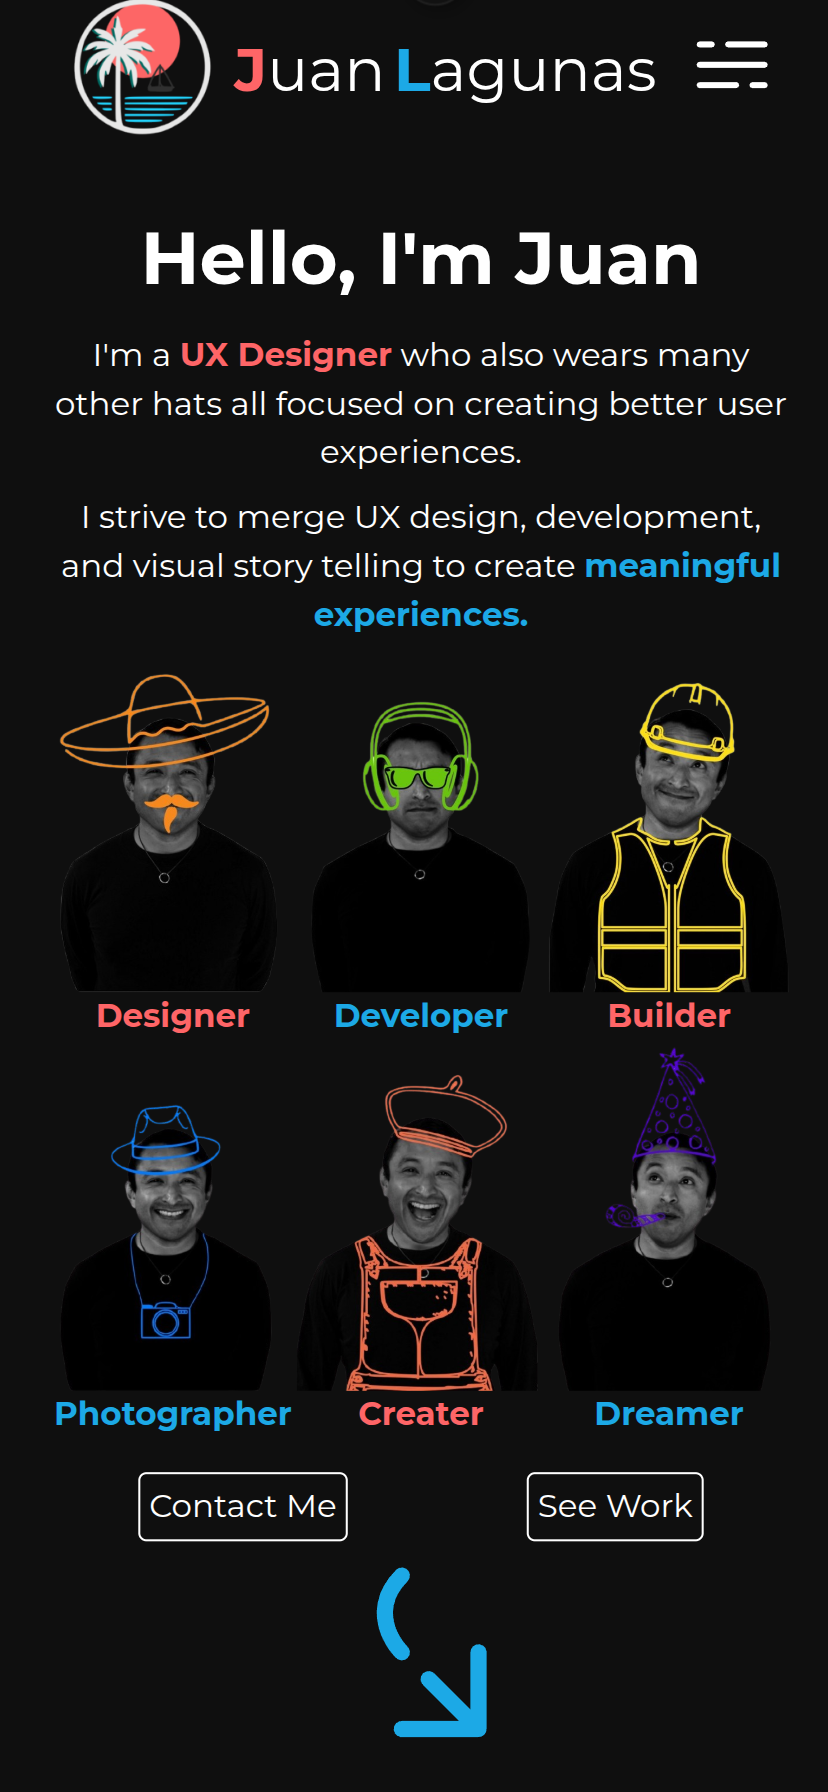 Juan Lagunas
Hello, I'm Juan
I'm a UX Designer who also wears many
other hats all focused on creating better user
experiences.
I strive to merge UX design, development,
and visual story telling to create meaningful
experiences.
Designer Developer Builder
Photographer Creater Dreamer
Contact Me See Work